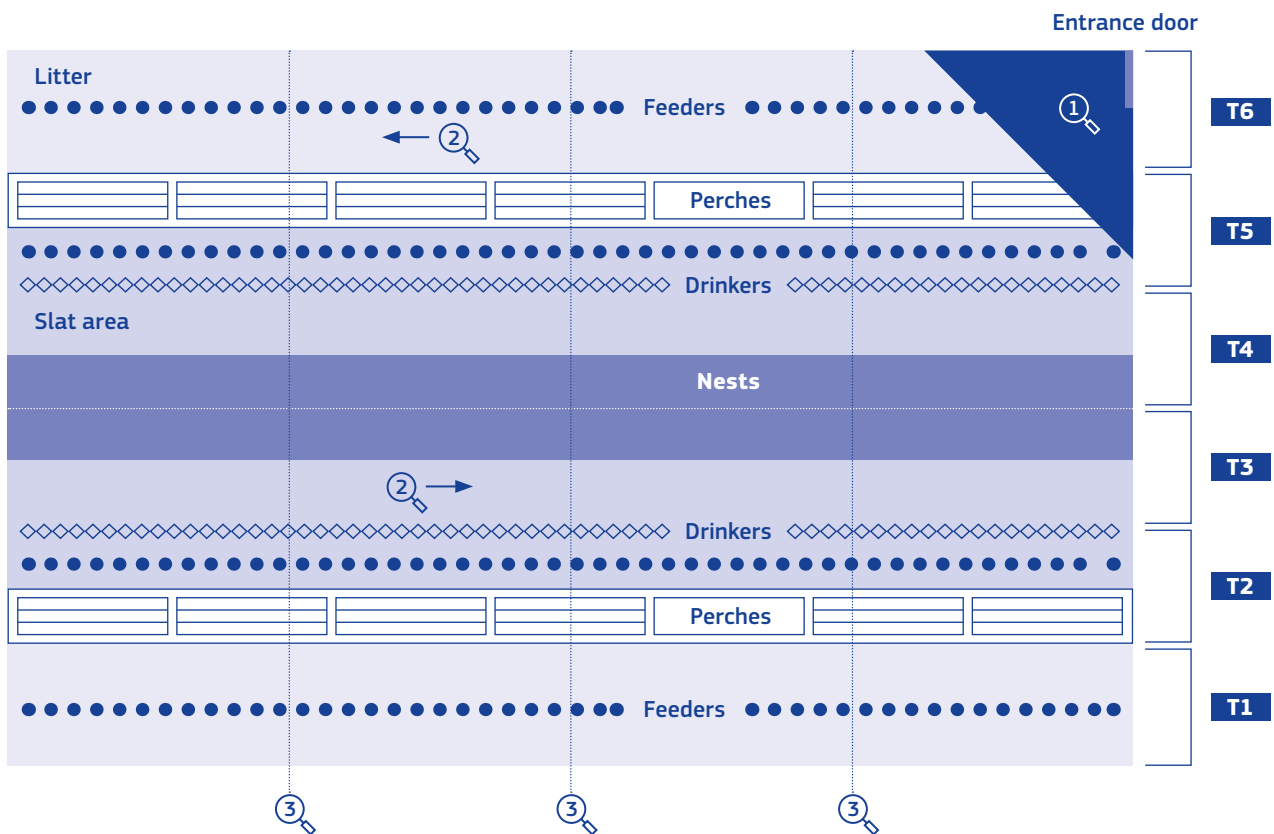 Entrance door
Litter
Feeders
1
T6
2
Perches
T5
Drinkers
Slat area
T4
Nests
T3
2
Drinkers
T2
Perches
Feeders
T1
3 3 3